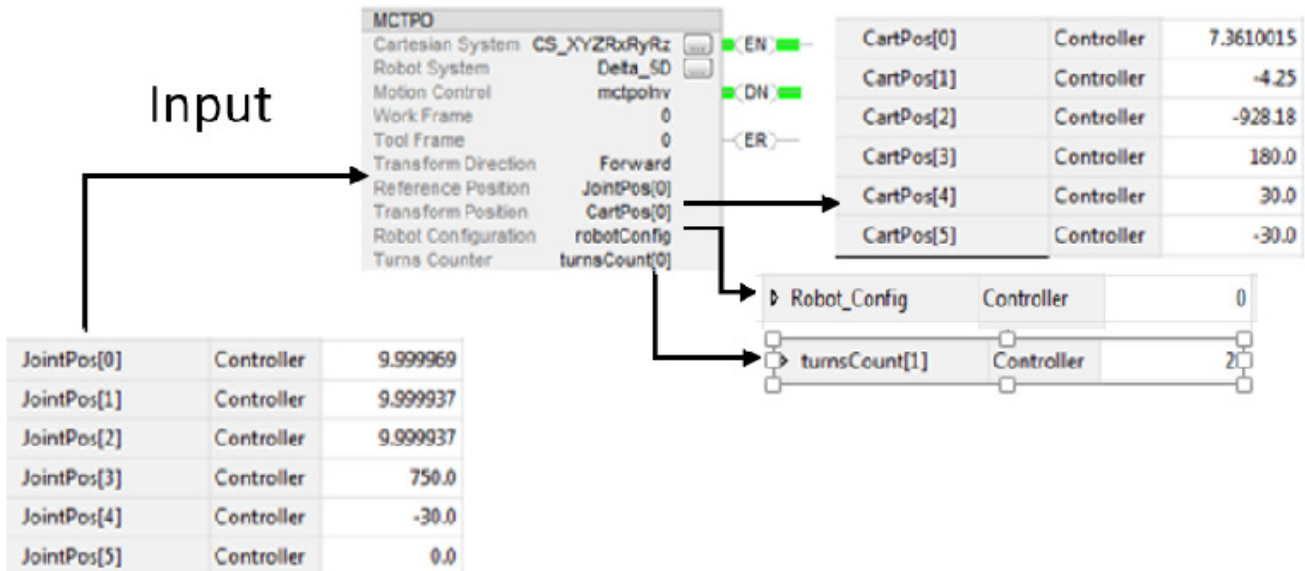 MCTPO
Cartesian System CS_XYZRxRyRz ... EN
Robot System Delta_5D ...
Motion Control mctpoInv DN
Work Frame 0
Tool Frame 0 ER
Transform Direction Forward
Reference Position JointPos[0]
Transform Position CartPos[0]
Robot Configuration robotConfig
Turns Counter turnsCount[0]
Input
CartPos[0] Controller 7.3610015
CartPos[1] Controller -4.25
CartPos[2] Controller -928.18
CartPos[3] Controller 180.0
CartPos[4] Controller 30.0
CartPos[5] Controller -30.0
Robot_Config Controller 0
turnsCount[1] Controller 2
JointPos[0] Controller 9.999969
JointPos[1] Controller 9.999937
JointPos[2] Controller 9.999937
JointPos[3] Controller 750.0
JointPos[4] Controller -30.0
JointPos[5] Controller 0.0